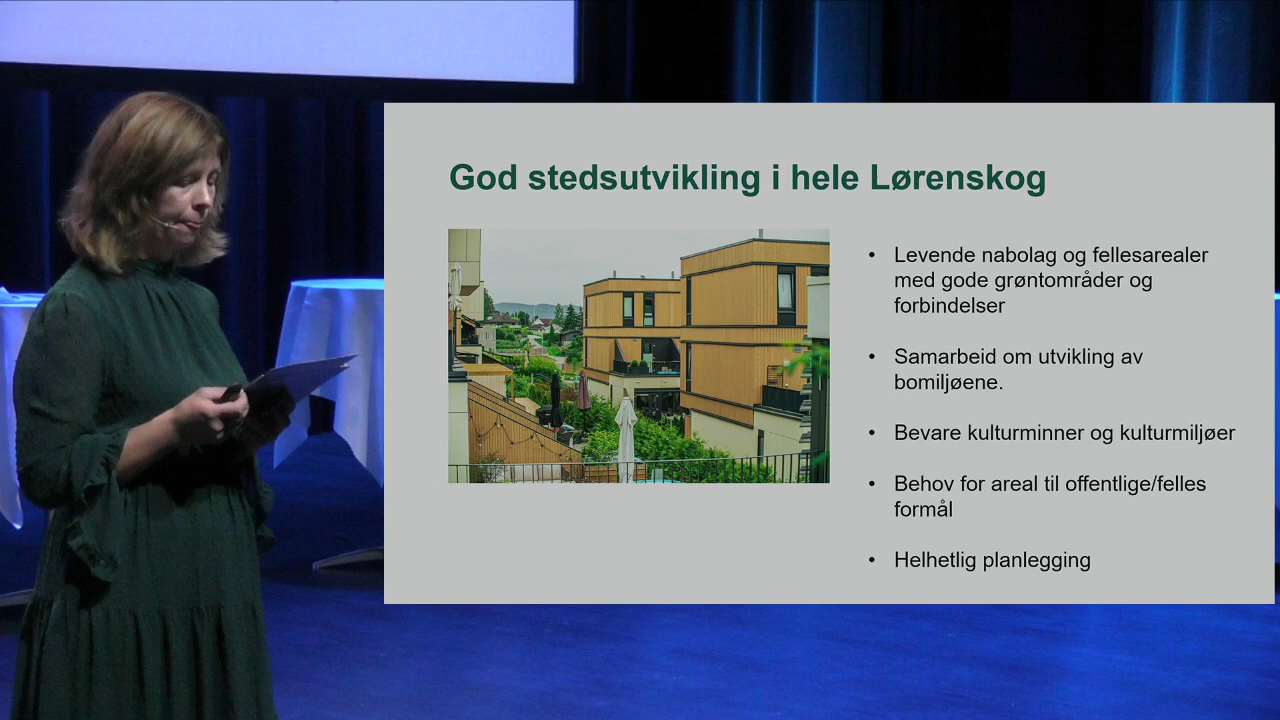 God stedsutvikling i hele Lørenskog
• Levende nabolag og fellesarealer
med gode grøntområder og
forbindelser
• Samarbeid om utvikling av
bomiljøene.
• Bevare kulturminner og kulturmiljøer
• Behov for areal til offentlige/felles
formål
• Helhetlig planlegging